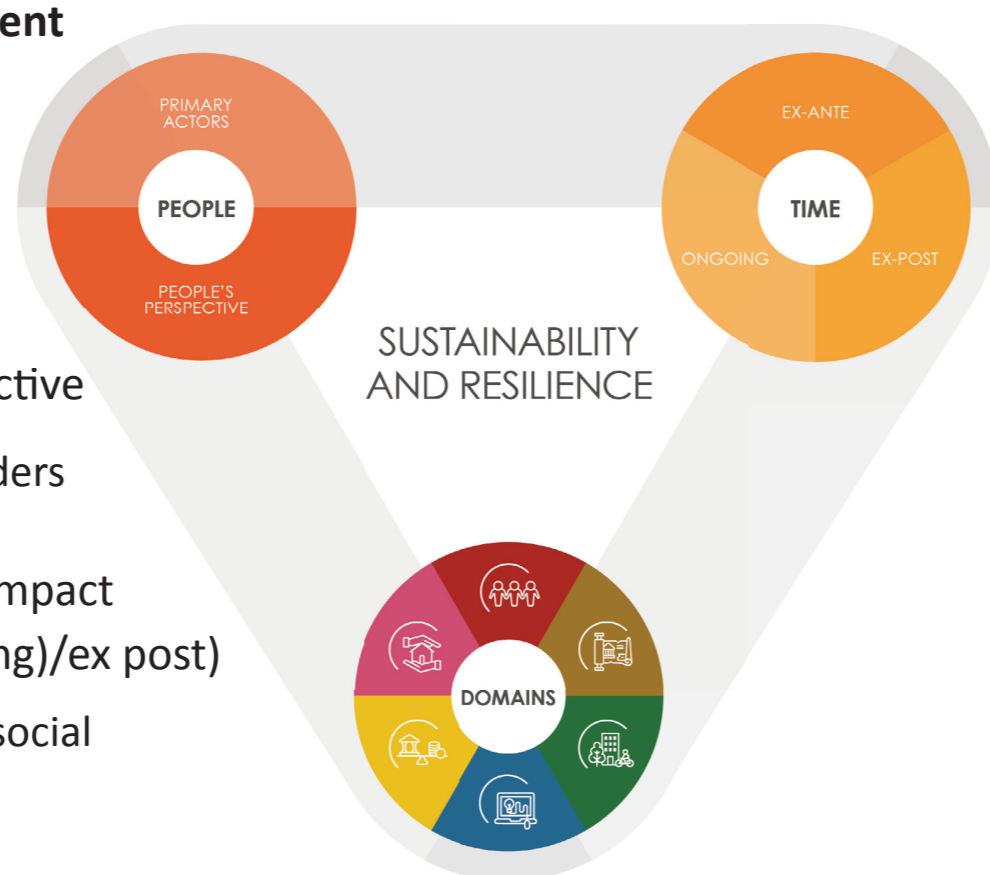 ent
PRIMARY
ACTORS
PEOPLE
PEOPLE'S
PERSPECTIVE
EX-ANTE
TIME
ONGOING
EX-POST
SUSTAINABILITY
AND RESILIENCE
ctive
ders
mpact
ng)/ex post)
social
DOMAINS